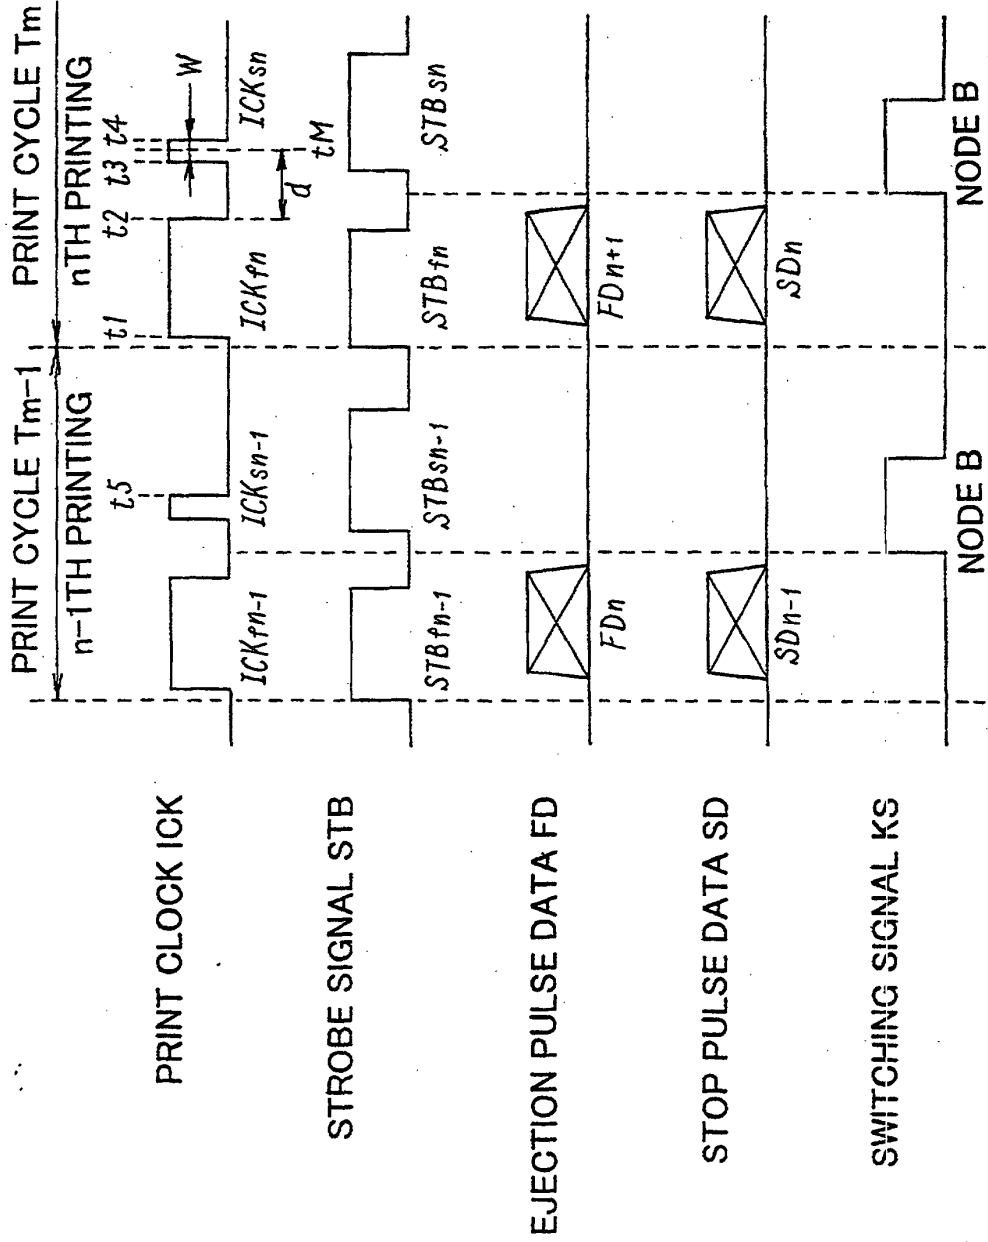 PRINT CYCLE Tm-1
PRINT CYCLE Tm
n-1TH PRINTING
nTH PRINTING
t5
t1
t2
t3
t4
W
PRINT CLOCK ICK
ICKfn-1
ICKsn-1
ICKfn
ICKsn
d
tM
STROBE SIGNAL STB
STBfn-1
STBsn-1
STBfn
STBsn
EJECTION PULSE DATA FD
FDn
FDn+1
STOP PULSE DATA SD
SDn-1
SDn
SWITCHING SIGNAL KS
NODE B
NODE B